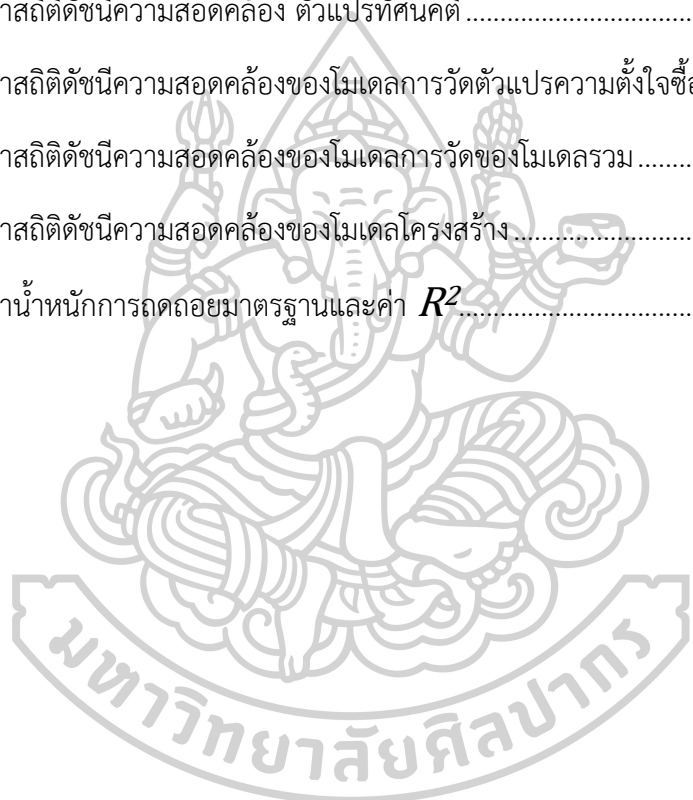 าสถิติดัชนีความสอดคล้อง ตัวแปรทัศนคติ........................................
าสถิติดัชนีความสอดคล้องของโมเดลการวัดตัวแปรความตั้งใจซื้อ
าสถิติดัชนีความสอดคล้องของโมเดลการวัดของโมเดลรวม........
าสถิติดัชนีความสอดคล้องของโมเดลโครงสร้าง...............................
าน้ำหนักการถดถอยมาตรฐานและค่า R²........................................
มหาวิทยาลัยศิลปากร